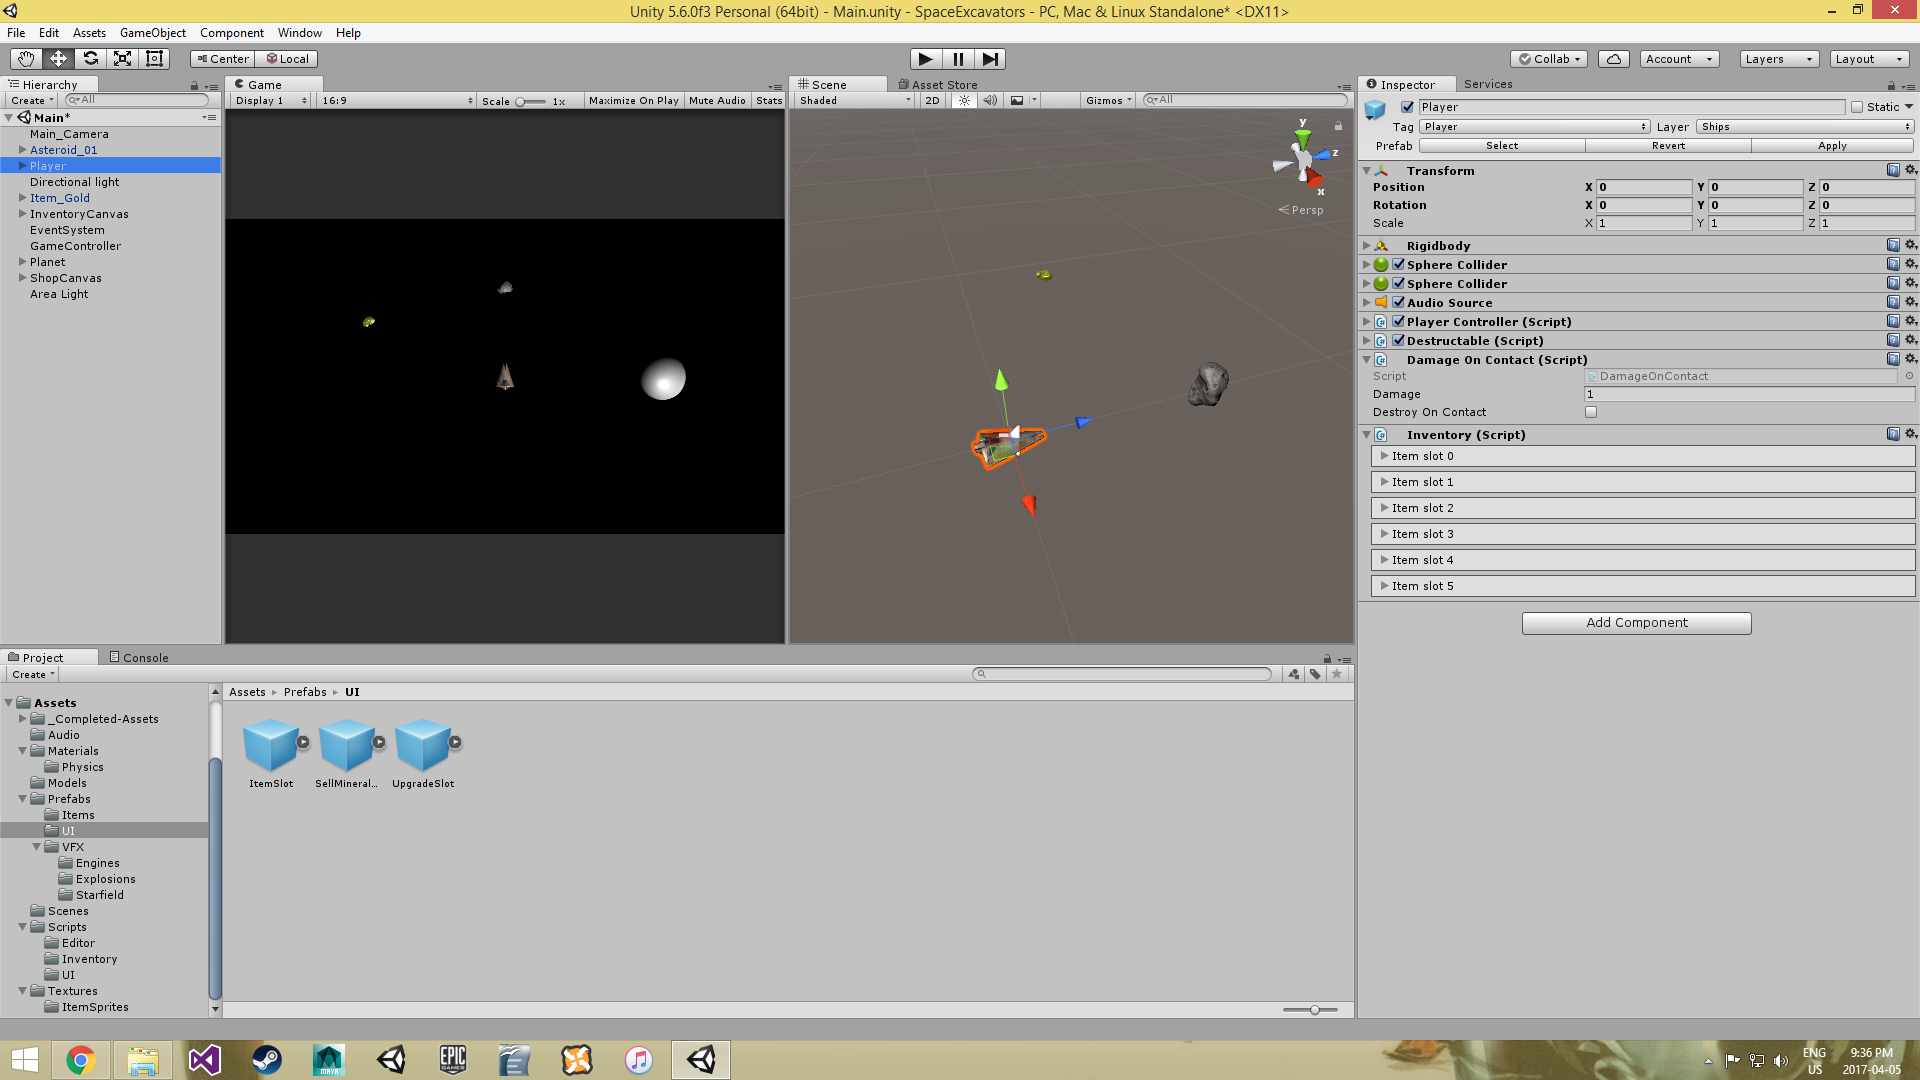 Unity 5.6.0f3 Personal (64bit) - Main.unity - SpaceExcavators - PC, Mac & Linux Standalone* <DX11>
File Edit Assets GameObject Component Window Help
Center Local Collab Account Layers Layout
Hierarchy
Create All
Main*
Main_Camera
Asteroid_01
Player
Directional light
Item_Gold
InventoryCanvas
EventSystem
GameController
Planet
ShopCanvas
Area Light
Game
Display 1 16:9 Scale 1x Maximize On Play Mute Audio Stats
Scene Asset Store
Shaded 2D Gizmos All
y
z
x
Persp
Inspector Services
Player Static
Tag Player Layer Ships
Prefab Select Revert Apply
Transform
Position X 0 Y 0 Z 0
Rotation X 0 Y 0 Z 0
Scale X 1 Y 1 Z 1
Rigidbody
Sphere Collider
Sphere Collider
Audio Source
Player Controller (Script)
Destructable (Script)
Damage On Contact (Script)
Script DamageOnContact
Damage 1
Destroy On Contact
Inventory (Script)
Item slot 0
Item slot 1
Item slot 2
Item slot 3
Item slot 4
Item slot 5
Add Component
Project Console
Create
Assets
_Completed-Assets
Audio
Materials
Physics
Models
Prefabs
Items
UI
VFX
Engines
Explosions
Starfield
Scenes
Scripts
Editor
Inventory
UI
Textures
ItemSprites
Assets Prefabs UI
ItemSlot SellMineral... UpgradeSlot
MAYA
EPIC GAMES
ENG
US
9:36 PM
2017-04-05